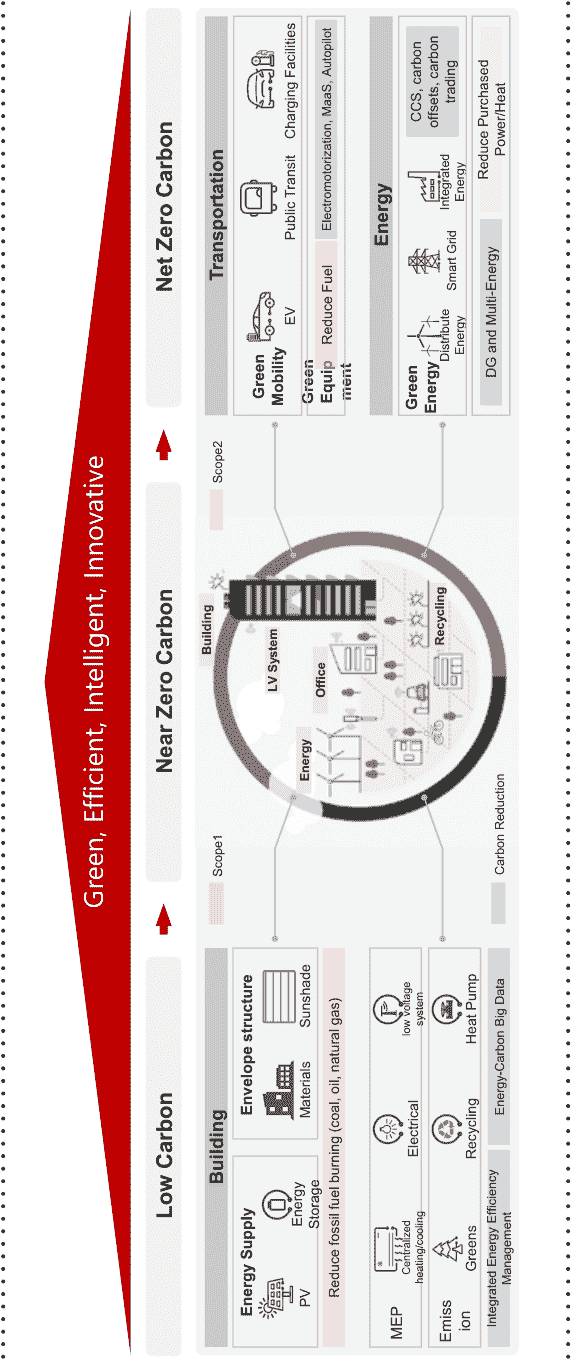 Green, Efficient, Intelligent, Innovative
Low Carbon
Near Zero Carbon
Net Zero Carbon
Building
Energy Supply
PV
Energy
Storage
Envelope structure
Materials
Sunshade
Reduce fossil fuel burning (coal, oil, natural gas)
MEP
Centralized
heating/cooling
Electrical
low voltage
system
Emiss
ion
Greens
Recycling
Heat Pump
Integrated Energy Efficiency
Management
Energy-Carbon Big Data
Scope1
Scope2
Carbon Reduction
Building
LV System
Energy
Office
Recycling
Transportation
Green
Mobility
EV
Public Transit
Charging Facilities
Green
Equip
ment
Reduce Fuel
Electromotorization, MaaS, Autopilot
Energy
Green
Energy
Distribute
Energy
Smart Grid
Integrated
Energy
CCS, carbon
offsets, carbon
trading
DG and Multi-Energy
Reduce Purchased
Power/Heat